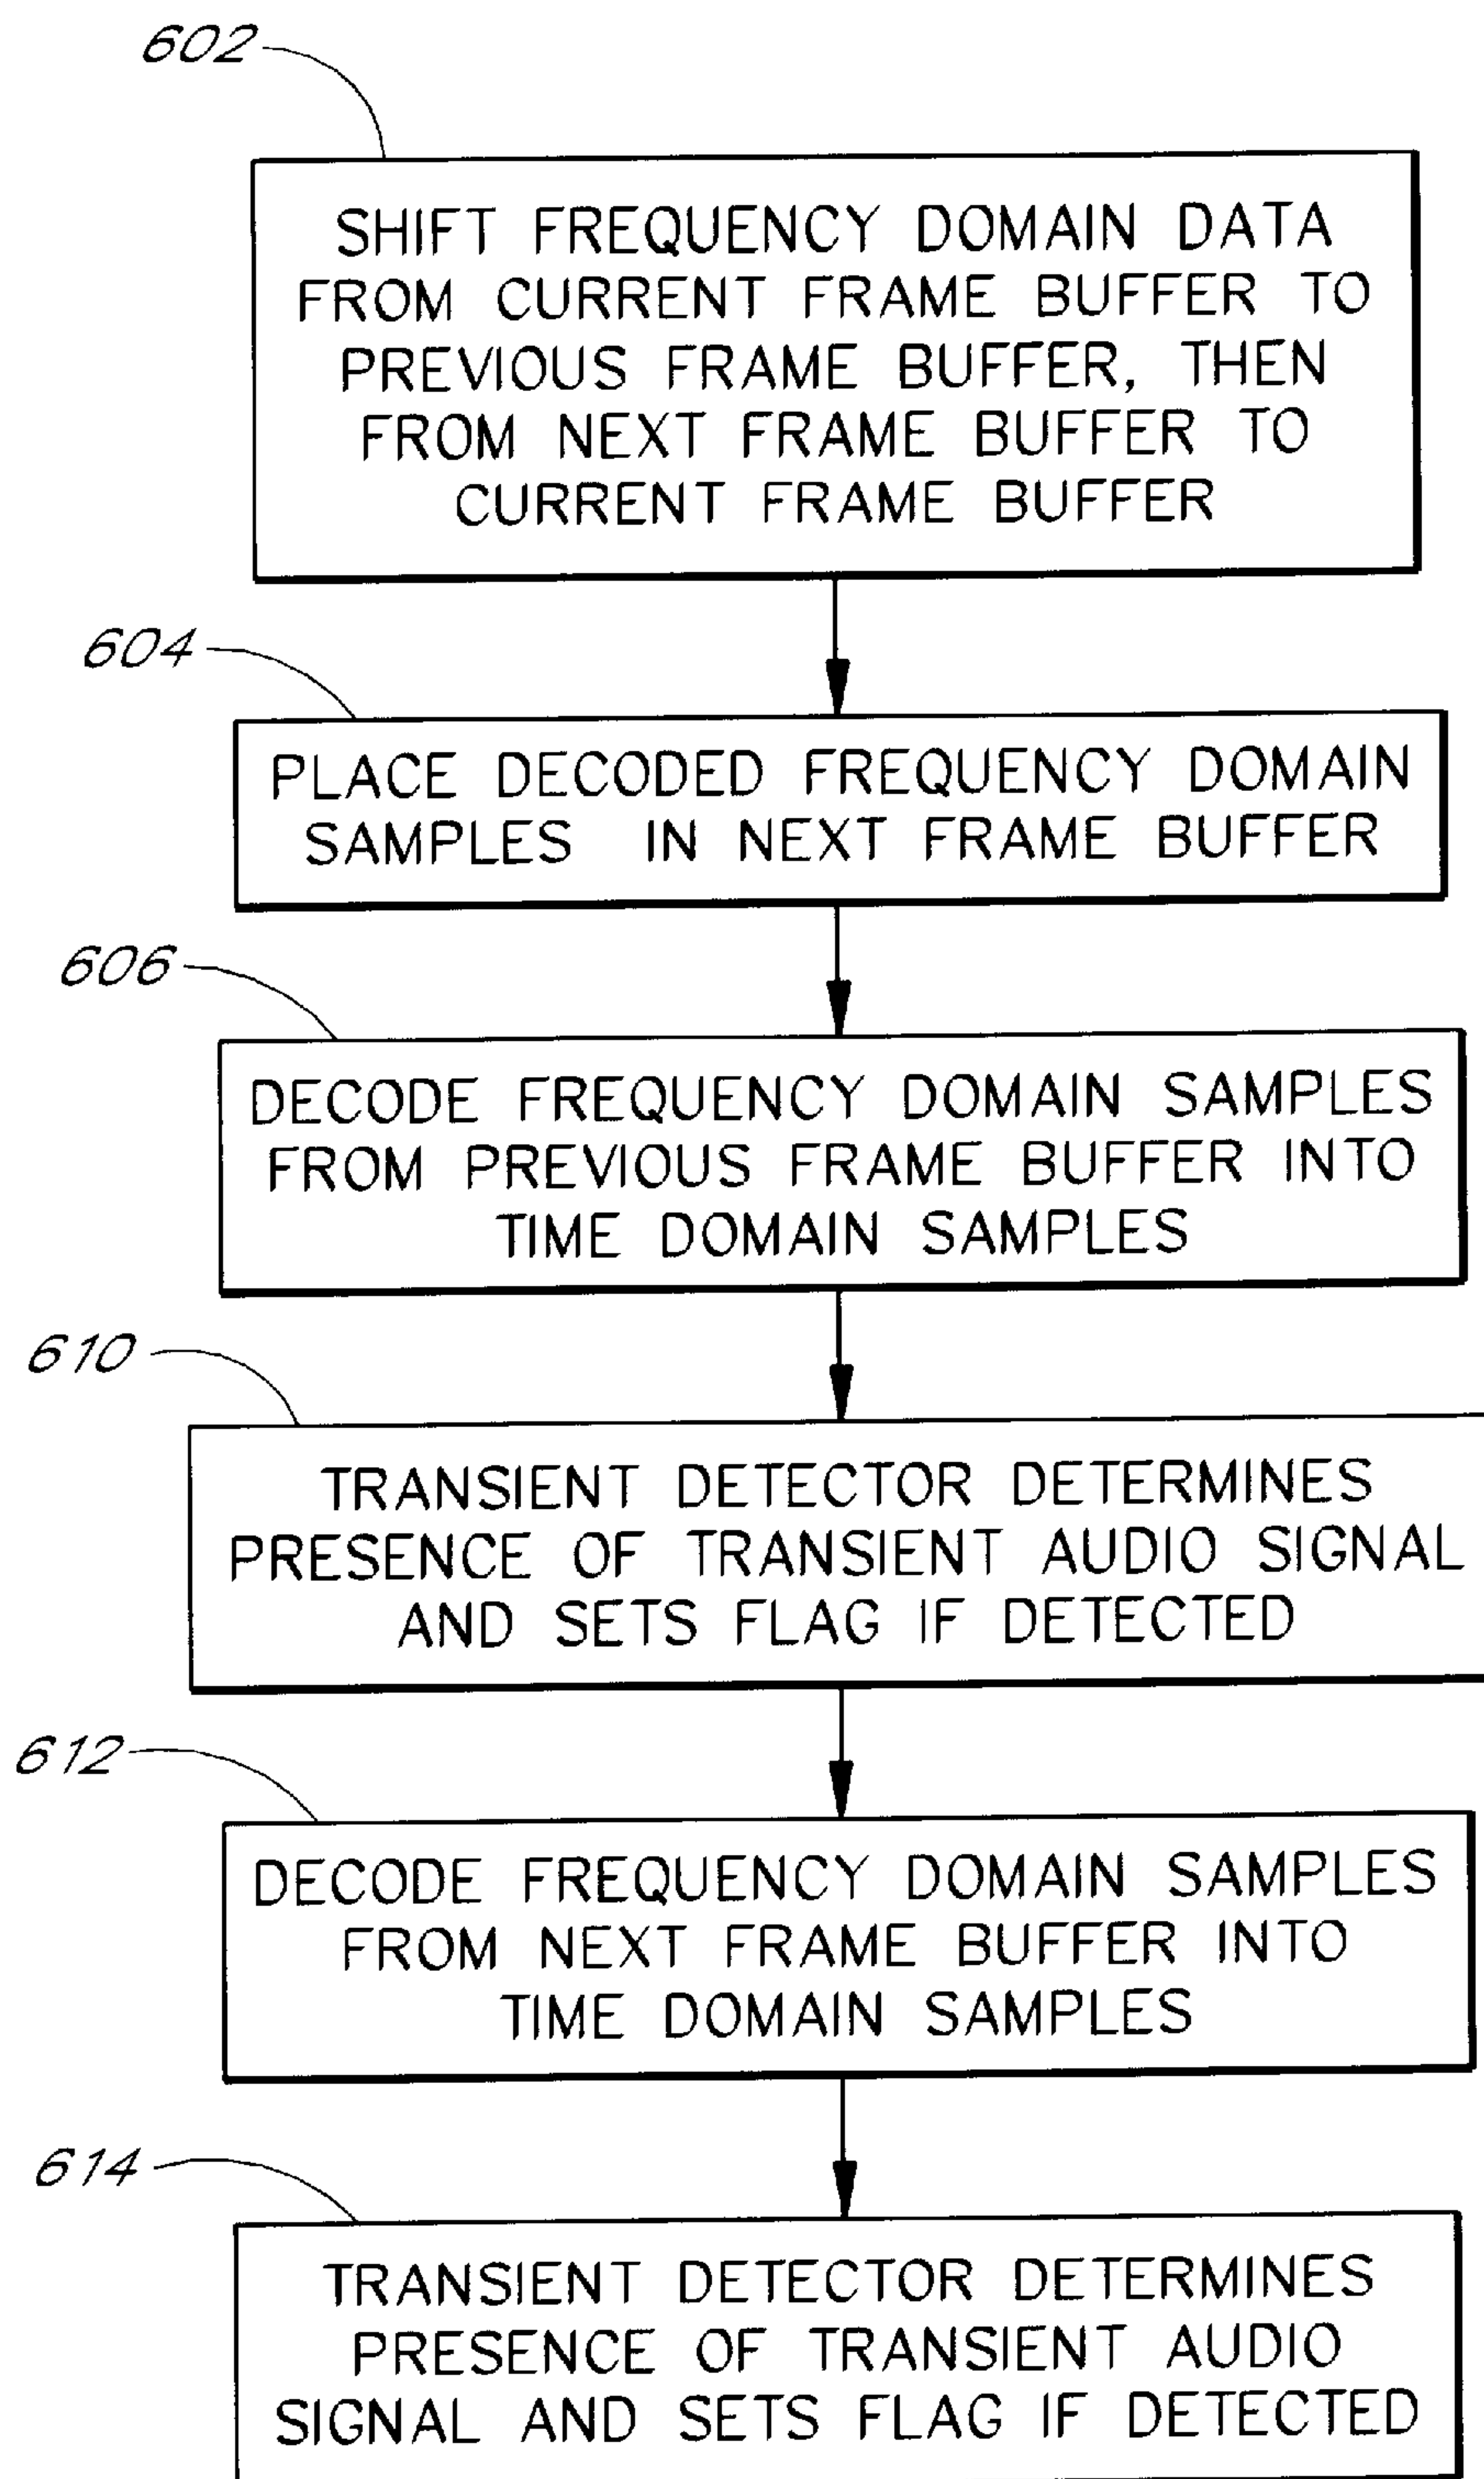 602
SHIFT FREQUENCY DOMAIN DATA
FROM CURRENT FRAME BUFFER TO
PREVIOUS FRAME BUFFER, THEN
FROM NEXT FRAME BUFFER TO
CURRENT FRAME BUFFER
604
PLACE DECODED FREQUENCY DOMAIN
SAMPLES IN NEXT FRAME BUFFER
606
DECODE FREQUENCY DOMAIN SAMPLES
FROM PREVIOUS FRAME BUFFER INTO
TIME DOMAIN SAMPLES
610
TRANSIENT DETECTOR DETERMINES
PRESENCE OF TRANSIENT AUDIO SIGNAL
AND SETS FLAG IF DETECTED
612
DECODE FREQUENCY DOMAIN SAMPLES
FROM NEXT FRAME BUFFER INTO
TIME DOMAIN SAMPLES
614
TRANSIENT DETECTOR DETERMINES
PRESENCE OF TRANSIENT AUDIO
SIGNAL AND SETS FLAG IF DETECTED